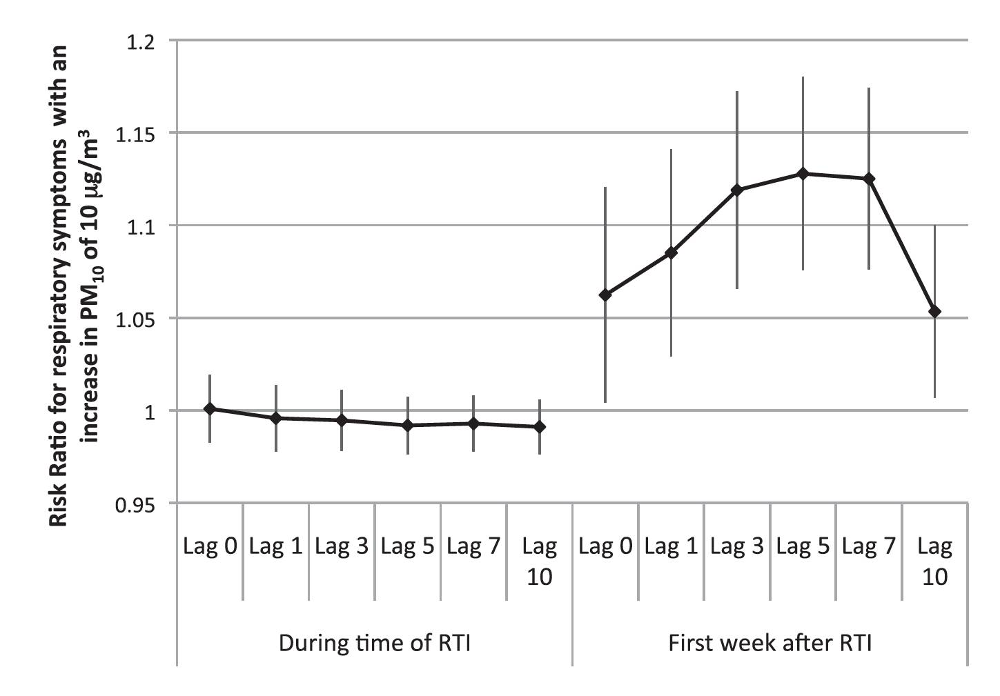 Risk Ratio for respiratory symptoms with an
increase in PM10 of 10 µg/m³
1.2
1.15
1.1
1.05
1
0.95
Lag 0 Lag 1 Lag 3 Lag 5 Lag 7 Lag Lag 0 Lag 1 Lag 3 Lag 5 Lag 7 Lag
10 10
During time of RTI First week after RTI